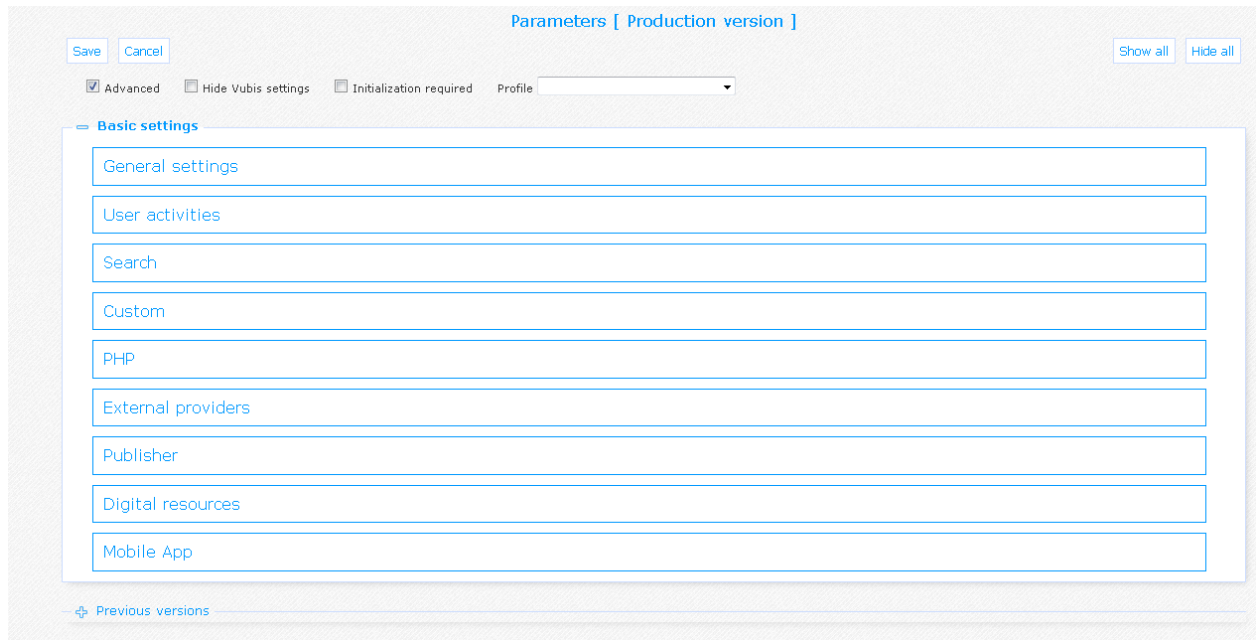 Parameters [ Production version ]
Save Cancel Show all Hide all
Advanced Hide Vubis settings Initialization required Profile
Basic settings
General settings
User activities
Search
Custom
PHP
External providers
Publisher
Digital resources
Mobile App
Previous versions